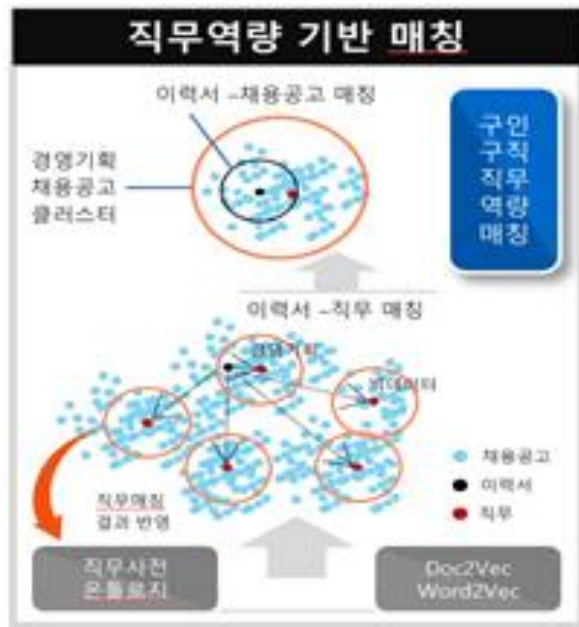 직무역량 기반 매칭
이력서 –채용공고 매칭
경영기획
채용공고
클러스터
구인
구직
직무
역량
매칭
이력서 –직무 매칭
경영기획
빅데이터
채용공고
이력서
직무
직무매칭
결과 반영
직무사전
온톨로지
Doc2Vec
Word2Vec